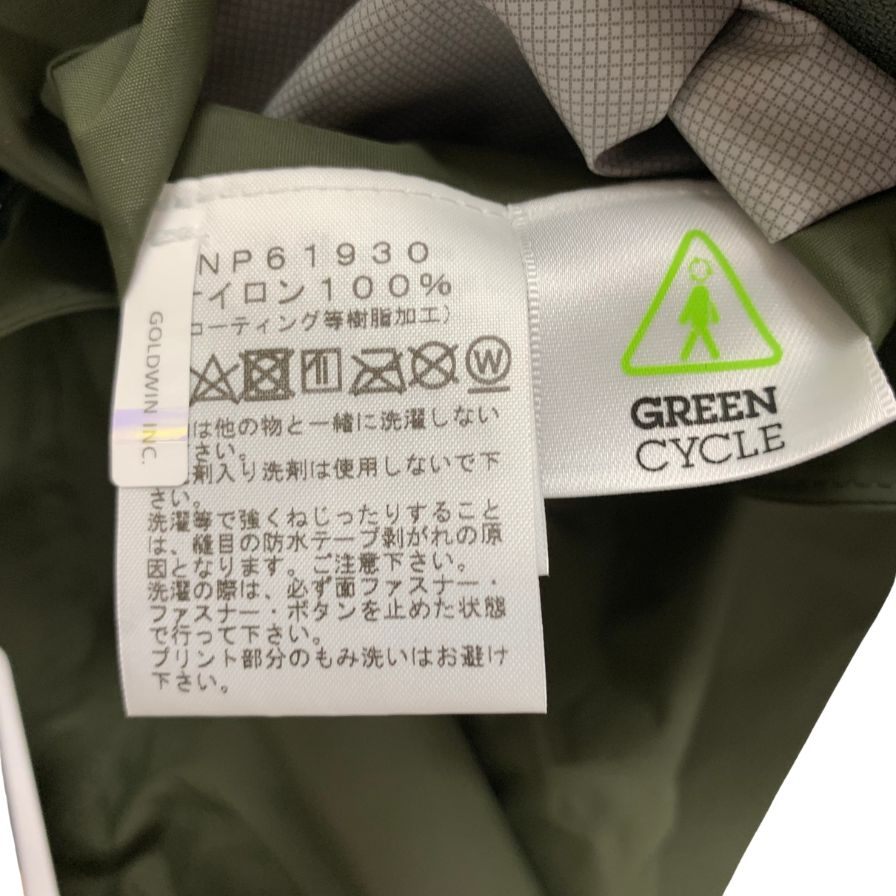 NP61930
イロン100%
コーティング等樹脂加工）
W
は他の物と一緒に洗濯しない
さい。
剤入り洗剤は使用しないで下
さい。
洗濯等で強くねじったりすること
は、縫目の防水テープ剥がれの原
因となります。ご注意下さい。
洗濯の際は、必ず面ファスナー・
ファスナー・ボタンを止めた状態
で行って下さい。
プリント部分のもみ洗いはお避け
下さい。
GOLDWIN INC.
GREEN
CYCLE